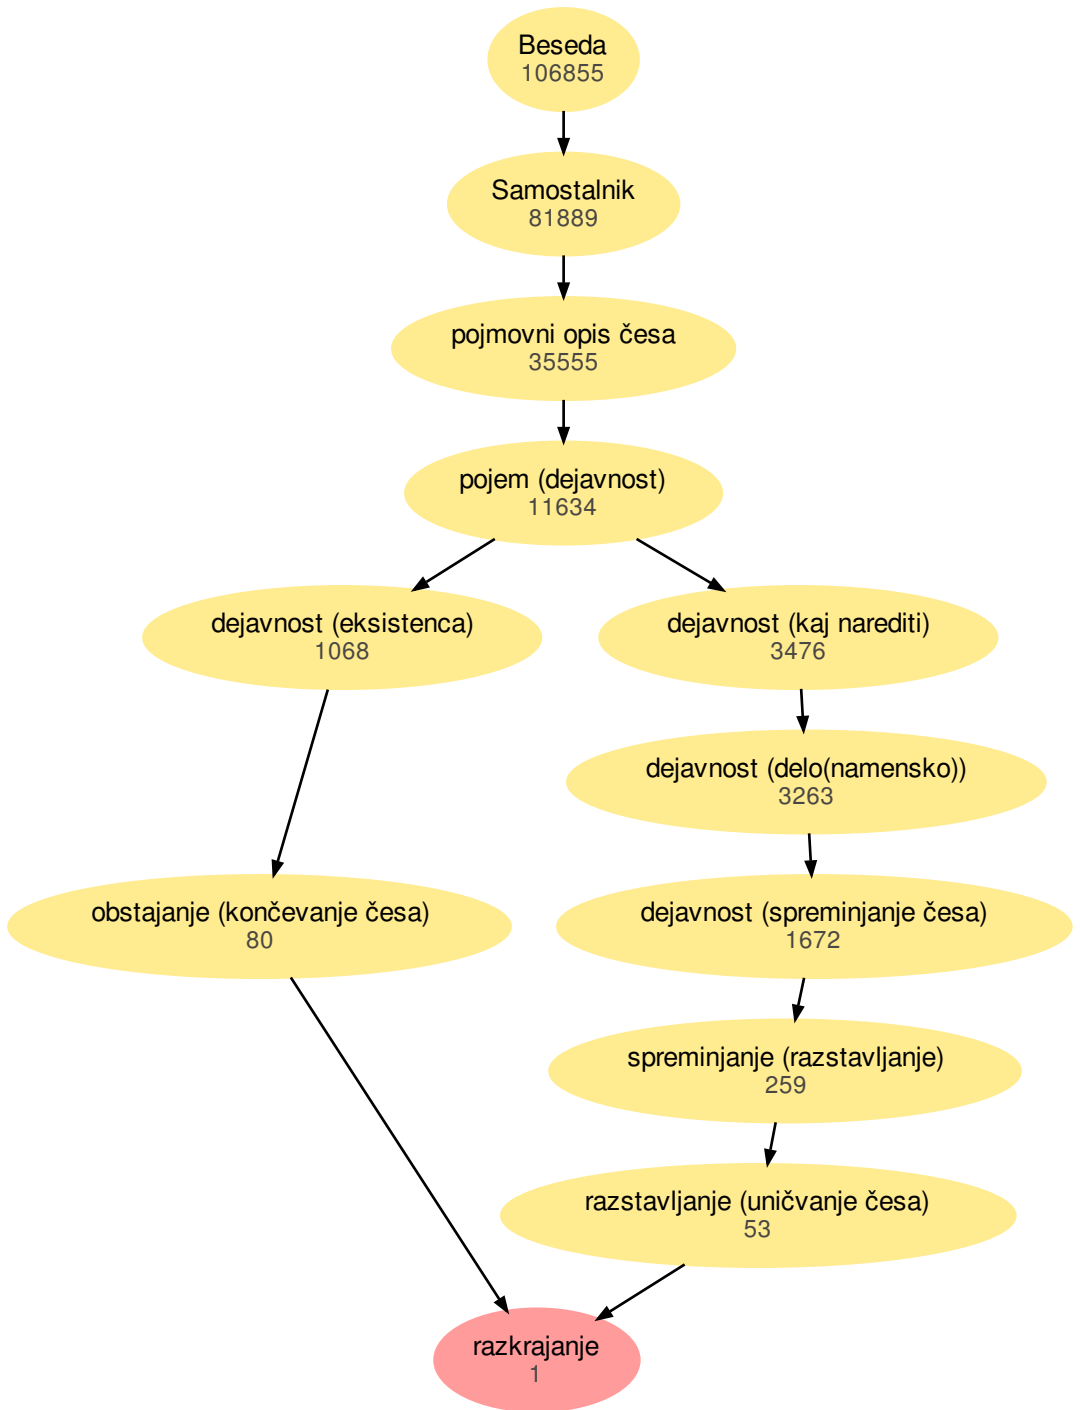 Beseda
106855
Samostalnik
81889
pojmovni opis česa
35555
pojem (dejavnost)
11634
dejavnost (eksistenca)
1068
dejavnost (kaj narediti)
3476
dejavnost (delo(namensko))
3263
obstajanje (končevanje česa)
80
dejavnost (spreminjanje česa)
1672
spreminjanje (razstavljanje)
259
razstavljanje (uničvanje česa)
53
razkrajanje
1